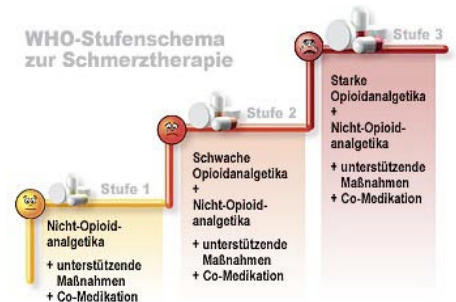 WHO-Stufenschema
zur Schmerztherapie
Stufe 1
Nicht-Opioid-
analgetika
+ unterstützende
Maßnahmen
+ Co-Medikation
Stufe 2
Schwache
Opioidanalgetika
+
Nicht-Opioid-
analgetika
+ unterstützende
Maßnahmen
+ Co-Medikation
Stufe 3
Starke
Opioidanalgetika
+
Nicht-Opioid-
analgetika
+ unterstützende
Maßnahmen
+ Co-Medikation